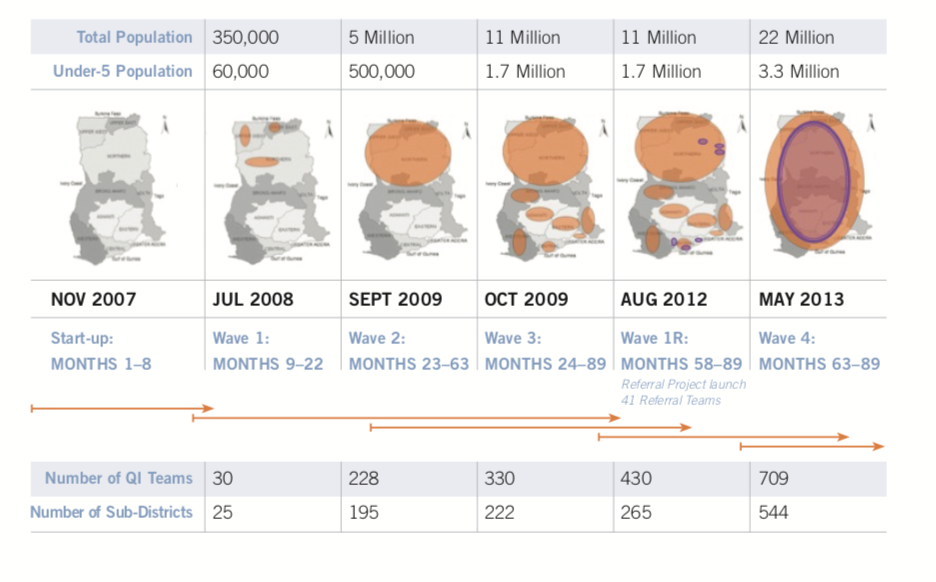 Total Population 350,000 5 Million 11 Million 11 Million 22 Million
Under-5 Population 60,000 500,000 1.7 Million 1.7 Million 3.3 Million
NOV 2007 JUL 2008 SEPT 2009 OCT 2009 AUG 2012 MAY 2013
Start-up: Wave 1: Wave 2: Wave 3: Wave 1R: Wave 4:
MONTHS 1–8 MONTHS 9–22 MONTHS 23–63 MONTHS 24–89 MONTHS 58–89 MONTHS 63–89
Referral Project launch
41 Referral Teams
Number of QI Teams 30 228 330 430 709
Number of Sub-Districts 25 195 222 265 544